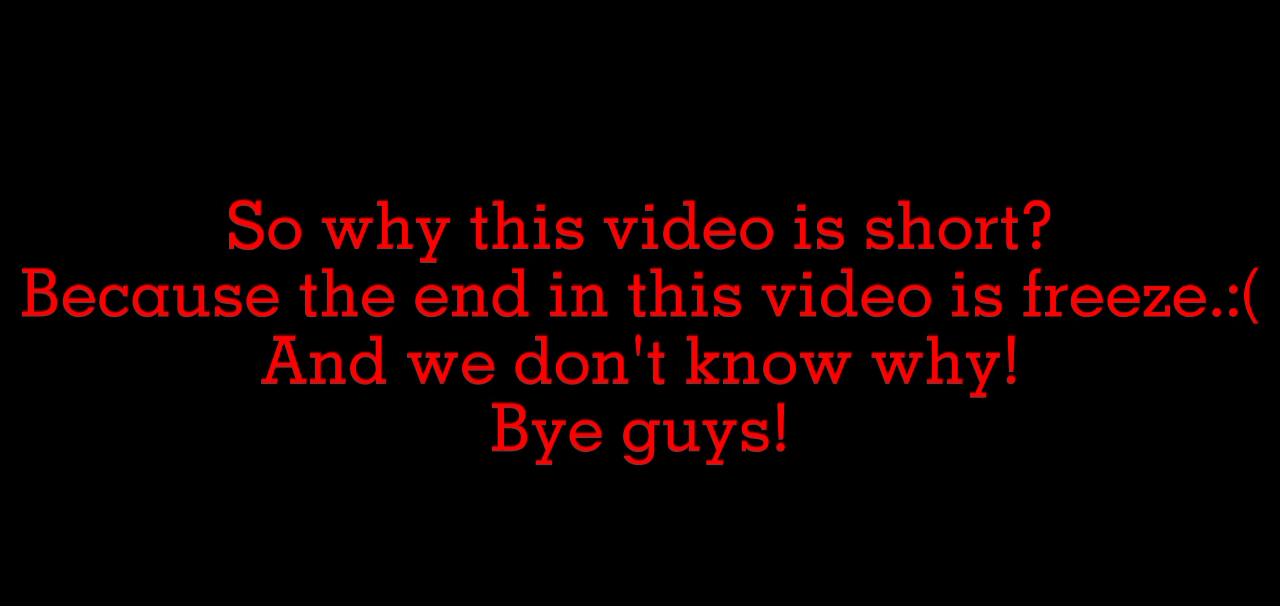 So why this video is short?
Because the end in this video is freeze.:(
And we don't know why!
Bye guys!